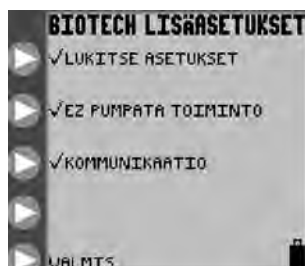 BIOTECH LISÄASETUKSET
√LUKITSE ASETUKSET
√EZ PUMPATA TOIMINTO
√KOMMUNIKAATIO
VALMIS